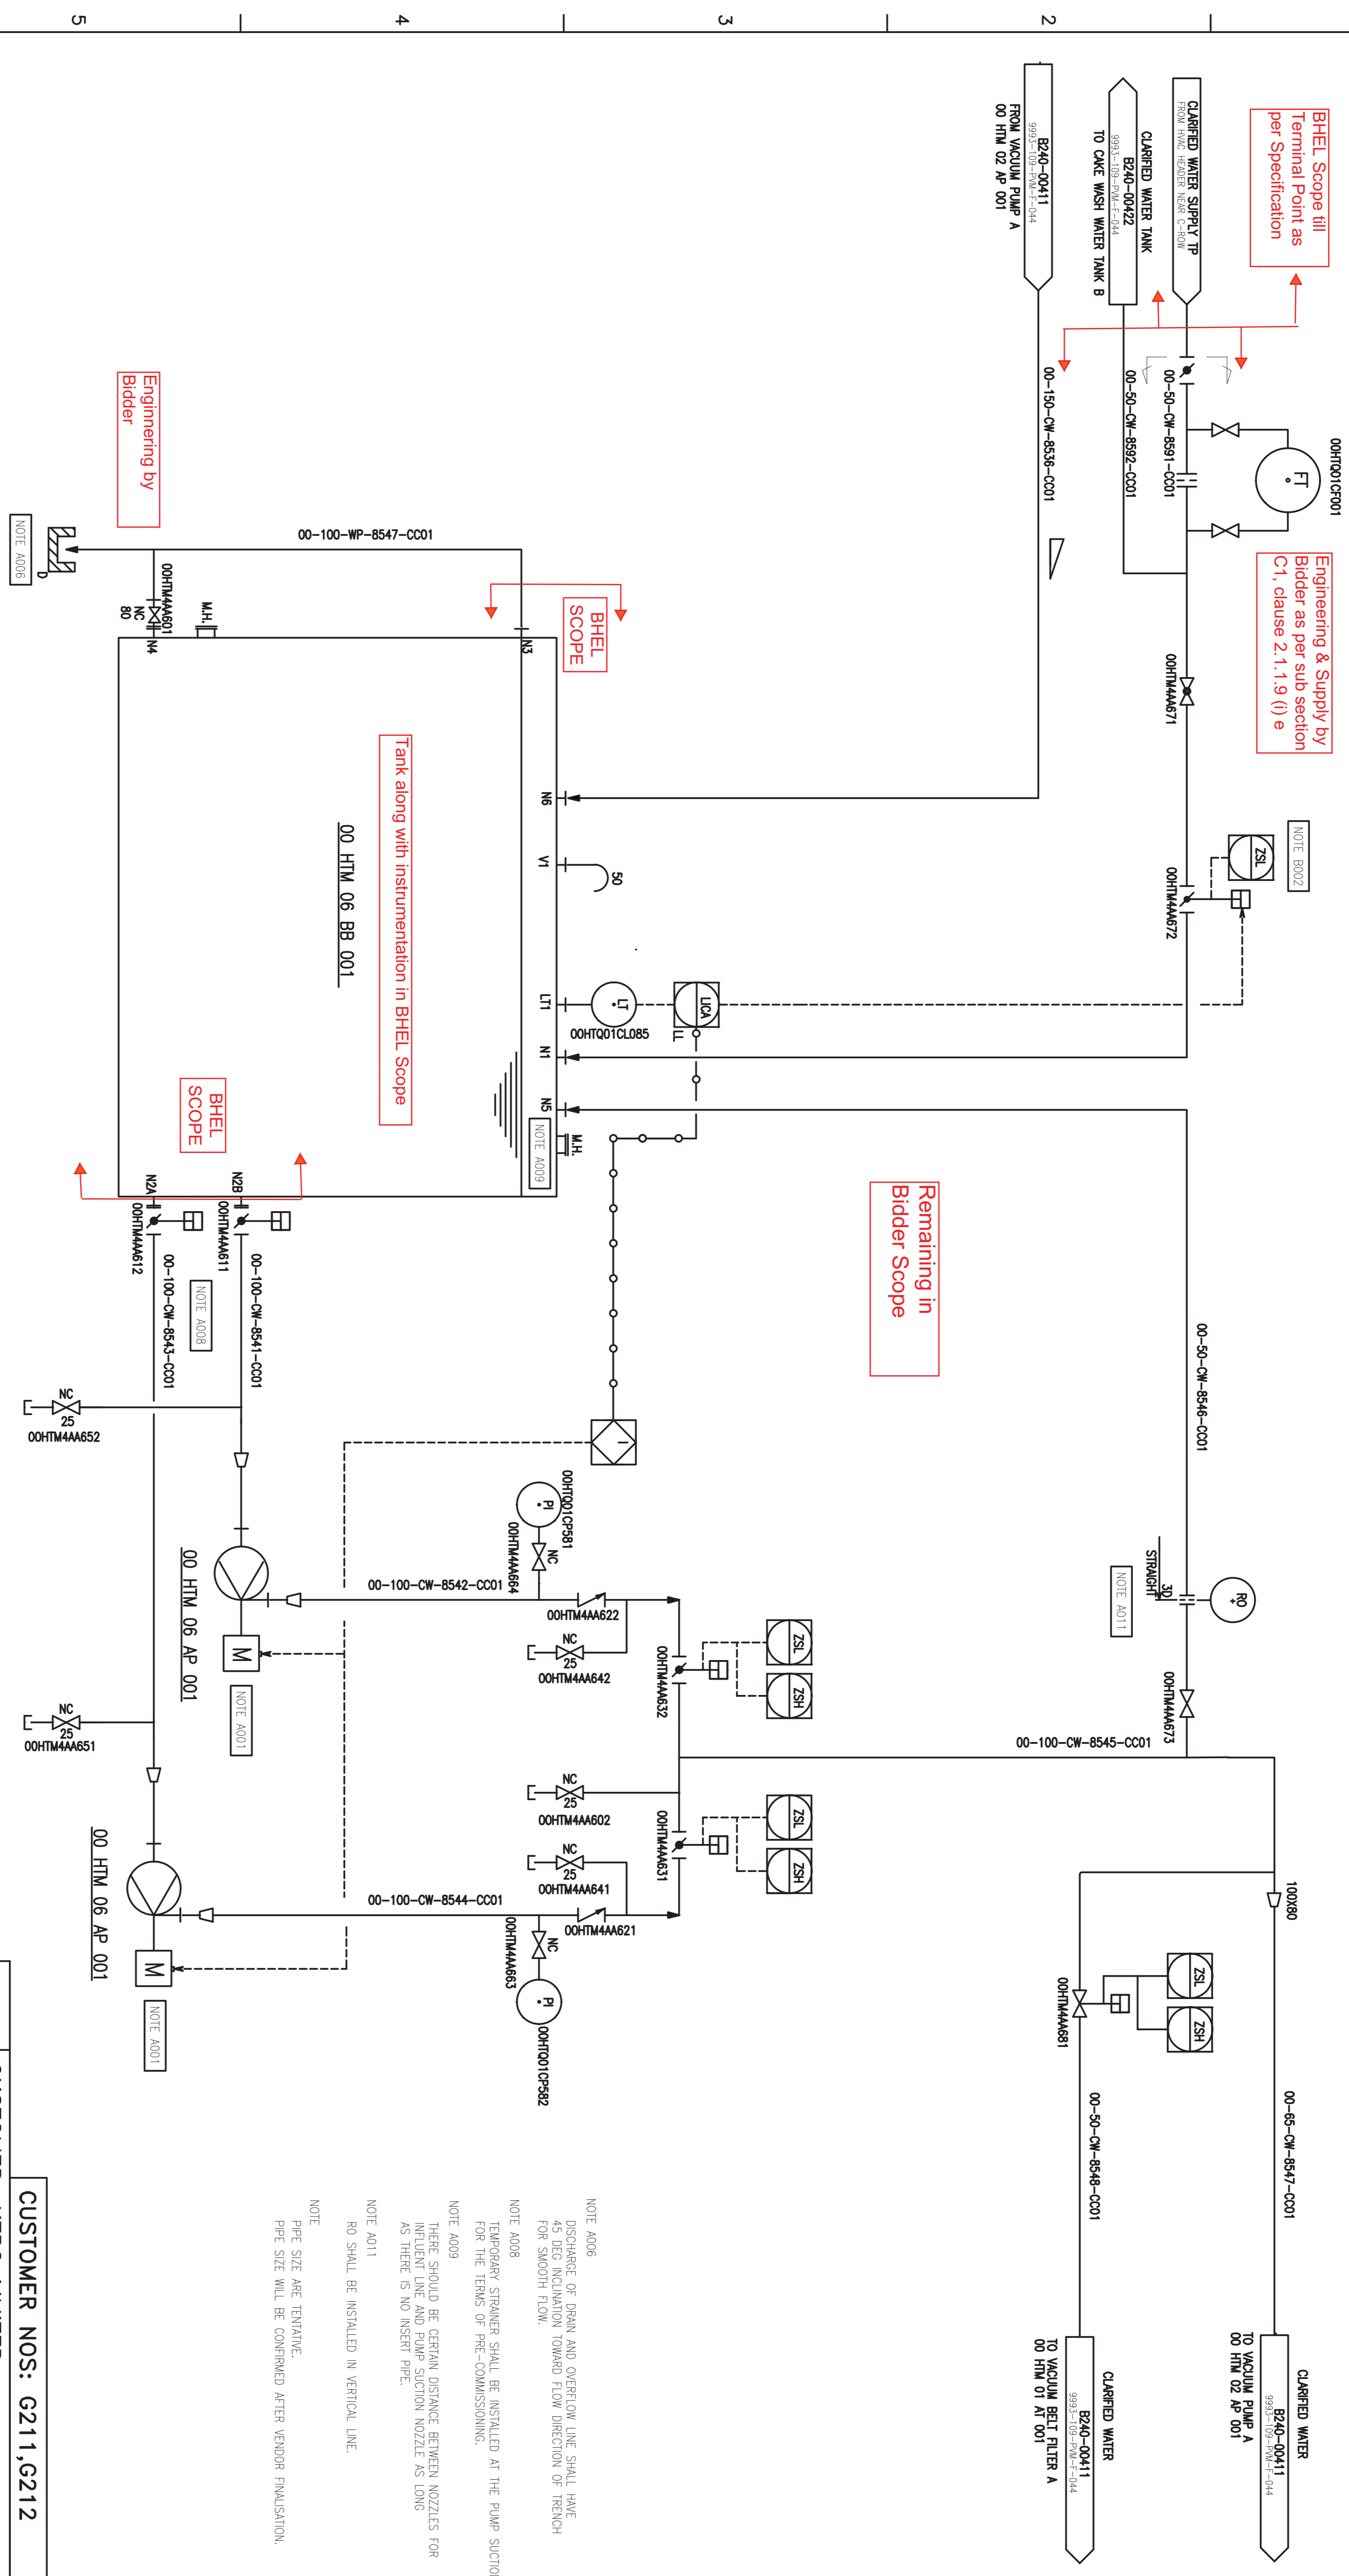 5
4
3
2
BHEL Scope till
Terminal Point as
per Specification
CLARIFIED WATER SUPPLY TP
FROM HVAC HEADER NEAR C-ROW
CLARIFIED WATER TANK
B240-00422
9993-109-PVM-F-044
TO CAKE WASH WATER TANK B
B240-00411
9993-109-PVM-F-044
FROM VACUUM PUMP A
00 HTM 02 AP 001
00HTQ01CF001
FT
00-50-CW-8591-CC01
00-50-CW-8592-CC01
00-150-CW-8536-CC01
Engineering & Supply by
Bidder as per sub section
C1, clause 2.1.1.9 (i) e
00HTM4AA671
NOTE B002
ZSL
00HTM4AA672
Enginnering by
Bidder
00-100-WP-8547-CC01
NOTE A006
D
00HTM4AA601
NC
80
N4
M.H.
N3
BHEL
SCOPE
Tank along with instrumentation in BHEL Scope
00 HTM 06 BB 001
N6
V1
50
LT1
LT
00HTQ01CL085
LICA
LL
N1
N5
NOTE A009
M.H.
BHEL
SCOPE
N2B
N2A
00HTM4AA611
00HTM4AA612
00-100-CW-8541-CC01
00-100-CW-8543-CC01
NOTE A008
Remaining in
Bidder Scope
00-50-CW-8546-CC01
RO
3D
STRAIGHT
NOTE A011
00HTM4AA673
NC
25
00HTM4AA652
NC
25
00HTM4AA651
I
00HTQ01CP581
PI
NC
00HTM4AA664
00-100-CW-8542-CC01
00 HTM 06 AP 001
M
NOTE A001
00HTM4AA622
NC
25
00HTM4AA642
ZSL
ZSH
00HTM4AA632
00-100-CW-8545-CC01
NC
25
00HTM4AA602
ZSL
ZSH
00HTM4AA631
NC
25
00HTM4AA641
00HTM4AA621
00-100-CW-8544-CC01
NC
00HTM4AA663
PI
00HTQ01CP582
00 HTM 06 AP 001
M
NOTE A001
100X80
ZSL
ZSH
00HTM4AA681
00-65-CW-8547-CC01
00-50-CW-8548-CC01
CLARIFIED WATER
B240-00411
9993-109-PVM-F-044
TO VACUUM PUMP A
00 HTM 02 AP 001
CLARIFIED WATER
B240-00411
9993-109-PVM-F-044
TO VACUUM BELT FILTER A
00 HTM 01 AT 001
NOTE A006
DISCHARGE OF DRAIN AND OVERFLOW LINE SHALL HAVE
45 DEG INCLINATION TOWARD FLOW DIRECTION OF TRENCH
FOR SMOOTH FLOW.
NOTE A008
TEMPORARY STRAINER SHALL BE INSTALLED AT THE PUMP SUCTION
FOR THE TERMS OF PRE-COMMISSIONING.
NOTE A009
THERE SHOULD BE CERTAIN DISTANCE BETWEEN NOZZLES FOR
INFLUENT LINE AND PUMP SUCTION NOZZLE AS LONG
AS THERE IS NO INSERT PIPE.
NOTE A011
RO SHALL BE INSTALLED IN VERTICAL LINE.
NOTE
PIPE SIZE ARE TENTATIVE.
PIPE SIZE WILL BE CONFIRMED AFTER VENDOR FINALISATION.
CUSTOMER NOS: G211,G212